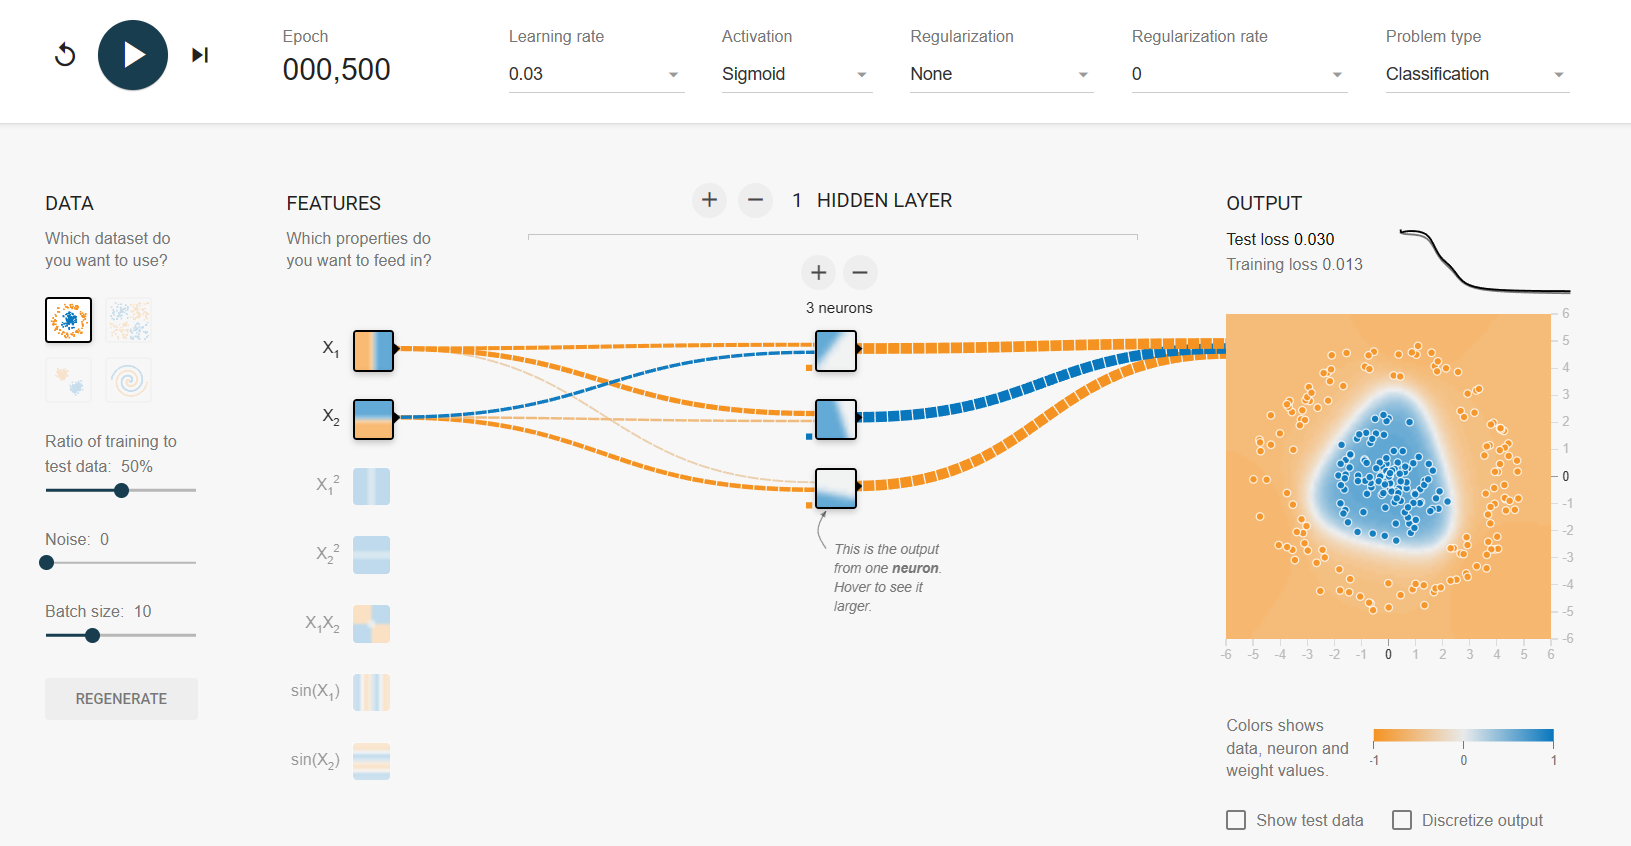 Epoch
000,500
Learning rate
0.03
Activation
Sigmoid
Regularization
None
Regularization rate
0
Problem type
Classification
DATA
Which dataset do
you want to use?
Ratio of training to
test data: 50%
Noise: 0
Batch size: 10
REGENERATE
FEATURES
Which properties do
you want to feed in?
X1
X2
X1²
X2²
X1X2
sin(X1)
sin(X2)
+ − 1 HIDDEN LAYER
+ −
3 neurons
This is the output
from one neuron.
Hover to see it
larger.
OUTPUT
Test loss 0.030
Training loss 0.013
6
5
4
3
2
1
0
-1
-2
-3
-4
-5
-6
-6 -5 -4 -3 -2 -1 0 1 2 3 4 5 6
Colors shows
data, neuron and
weight values.
-1 0 1
Show test data
Discretize output